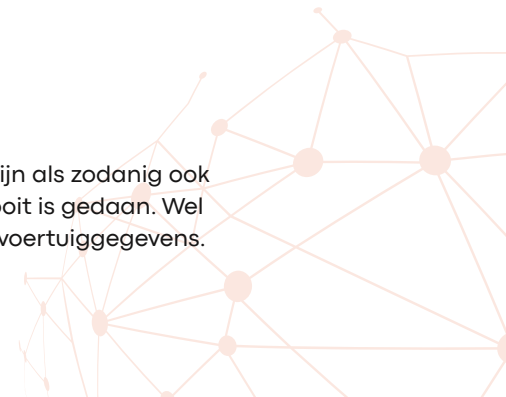 ijn als zodanig ook
oit is gedaan. Wel
voertuiggegevens.